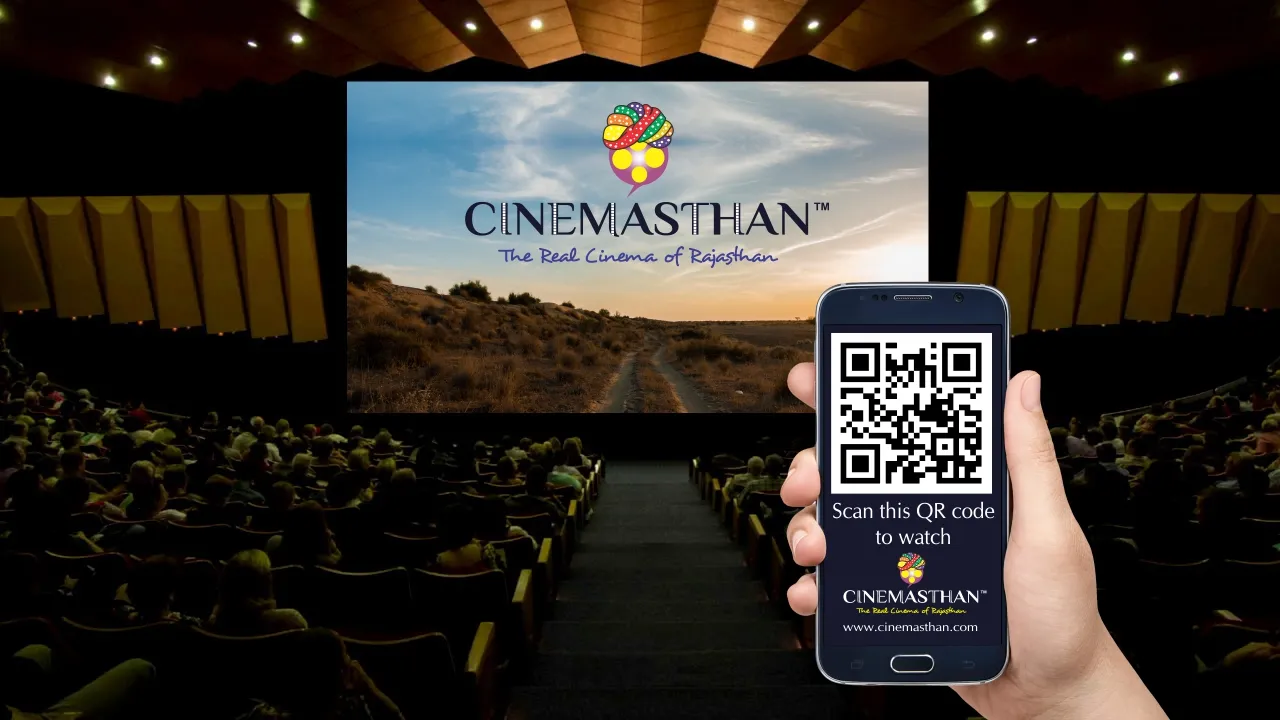 CINEMASTHAN™
The Real Cinema of Rajasthan
Scan this QR code
to watch
CINEMASTHAN™
The Real Cinema of Rajasthan
www.cinemasthan.com